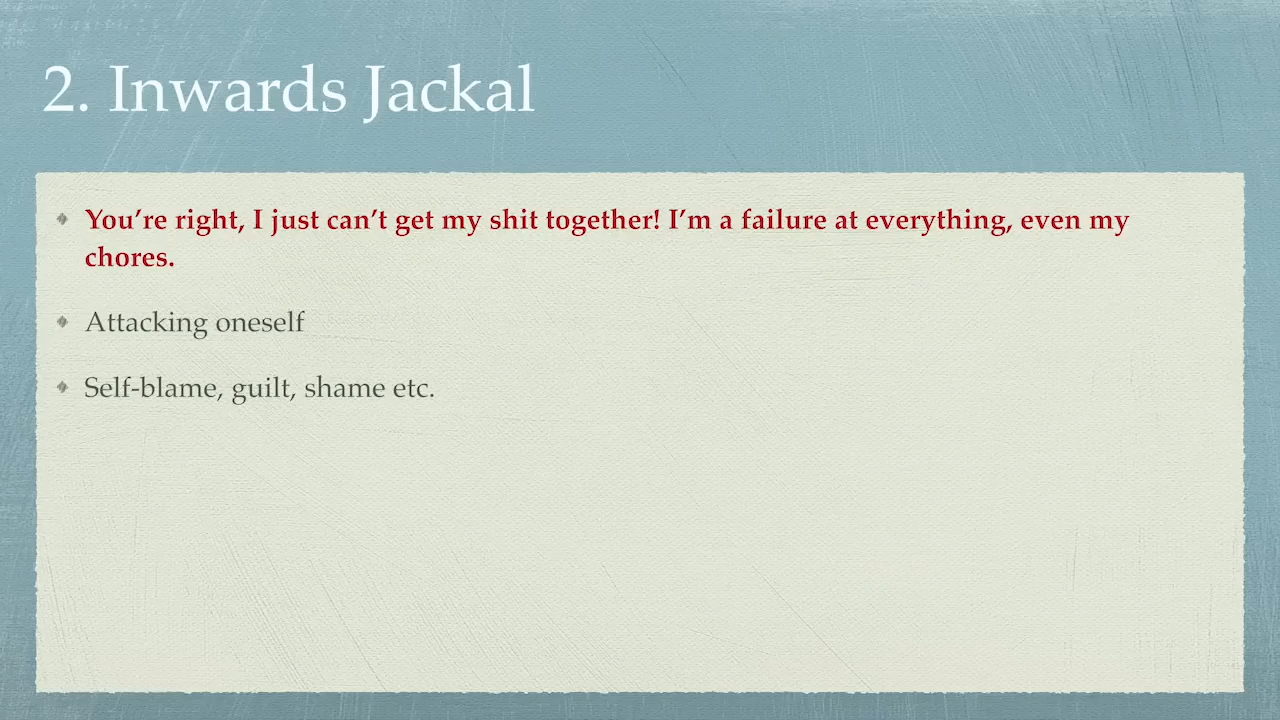 2. Inwards Jackal
You’re right, I just can’t get my shit together! I’m a failure at everything, even my
chores.
Attacking oneself
Self-blame, guilt, shame etc.